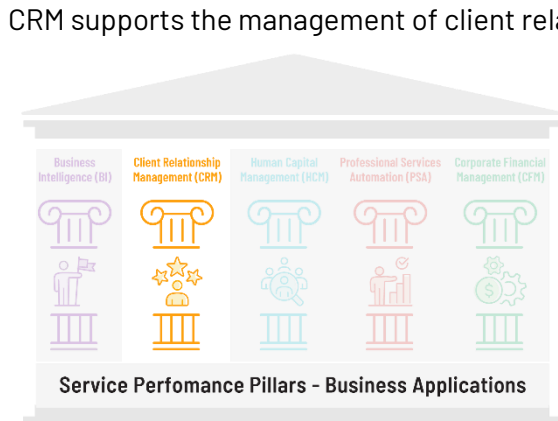 CRM supports the management of client rela
Business
Intelligence (BI)
Client Relationship
Management (CRM)
Human Capital
Management (HCM)
Professional Services
Automation (PSA)
Corporate Financial
Management (CFM)
$
Service Perfomance Pillars - Business Applications